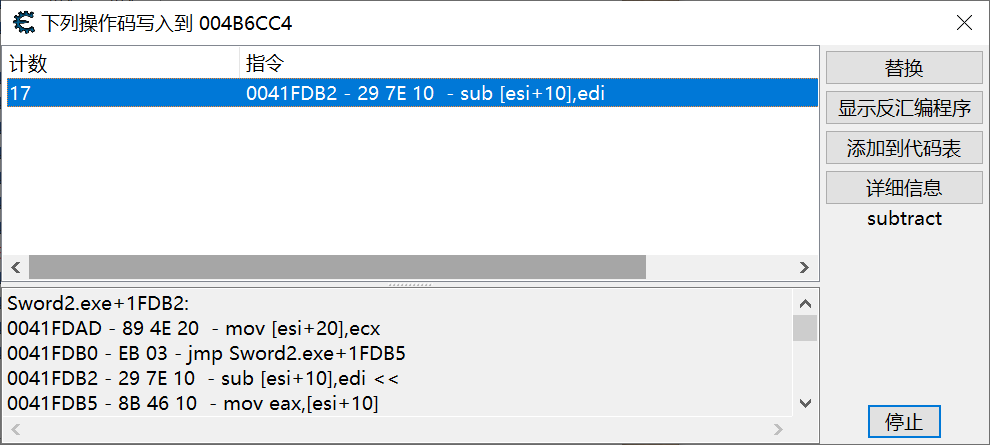 下列操作码写入到 004B6CC4
计数 指令
17 0041FDB2 - 29 7E 10 - sub [esi+10],edi
替换
显示反汇编程序
添加到代码表
详细信息
subtract
Sword2.exe+1FDB2:
0041FDAD - 89 4E 20 - mov [esi+20],ecx
0041FDB0 - EB 03 - jmp Sword2.exe+1FDB5
0041FDB2 - 29 7E 10 - sub [esi+10],edi <<
0041FDB5 - 8B 46 10 - mov eax,[esi+10]
停止